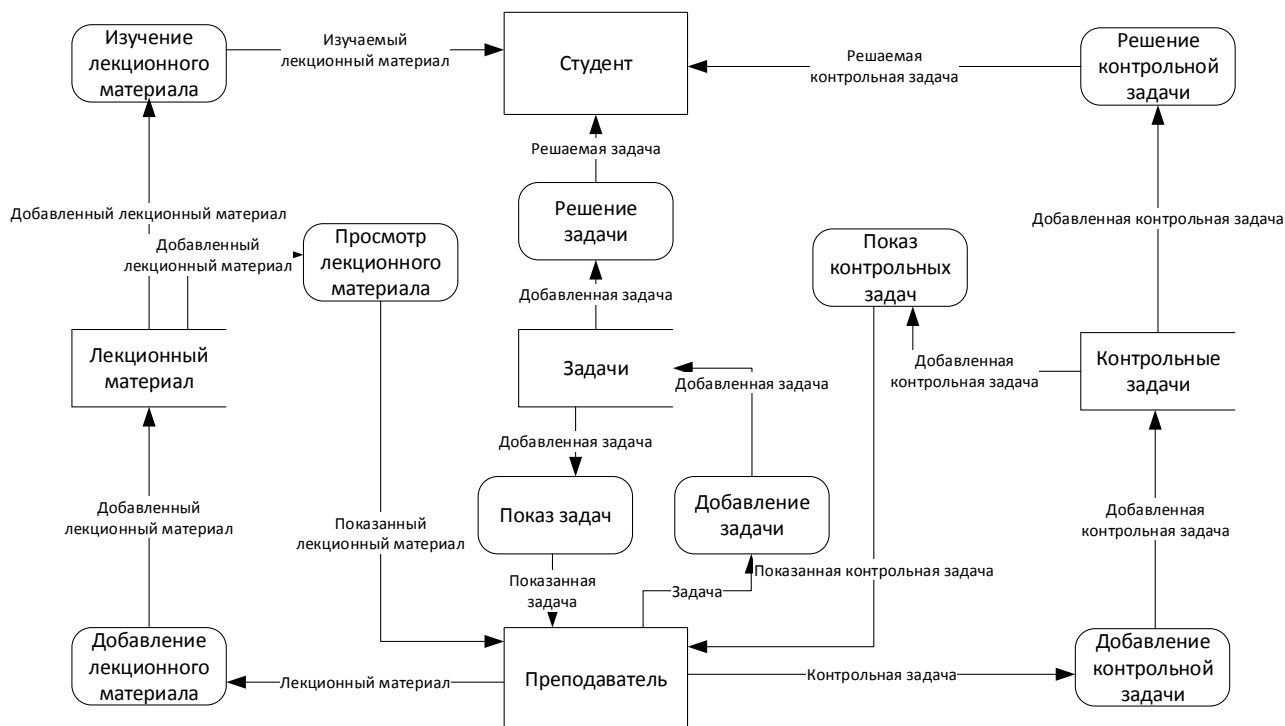 Изучение
лекционного
материала
Изучаемый
лекционный материал
Студент
Решаемая
контрольная задача
Решение
контрольной
задачи
Решаемая задача
Добавленный лекционный материал
Добавленный
лекционный материал
Просмотр
лекционного
материала
Решение
задачи
Показ
контрольных
задач
Добавленная контрольная задача
Добавленная задача
Лекционный
материал
Задачи
Добавленная задача
Добавленная
контрольная задача
Контрольные
задачи
Добавленная задача
Добавленный
лекционный материал
Показанный
лекционный материал
Показ задач
Добавление
задачи
Добавленная
контрольная задача
Показанная
задача
Задача
Показанная контрольная задача
Добавление
лекционного
материала
Лекционный материал
Преподаватель
Контрольная задача
Добавление
контрольной
задачи